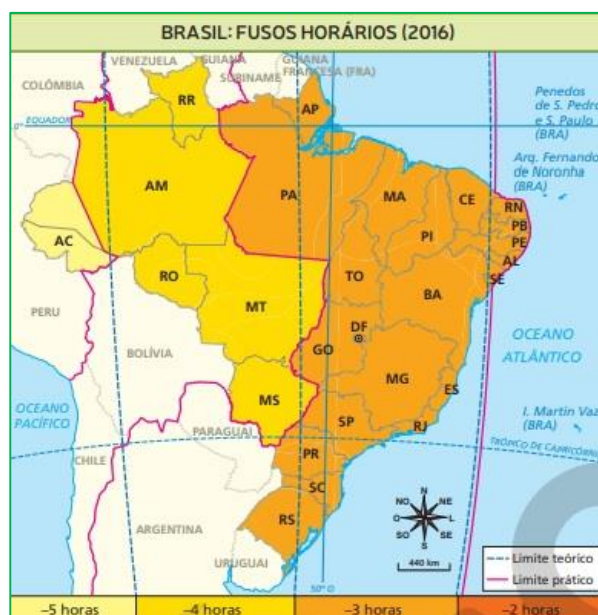 BRASIL: FUSOS HORÁRIOS (2016)
VENEZUELA
GUIANA
GUIANA
FRANCESA (FRA)
SURINAME
COLÔMBIA
RR
AP
EQUADOR
0°
Penedos
de S. Pedro
e S. Paulo
(BRA)
Arq. Fernando
de Noronha
(BRA)
AM
PA
MA
CE
RN
PB
PE
AL
SE
PI
AC
RO
TO
BA
MT
DF
GO
PERU
BOLÍVIA
MG
ES
MS
SP
RJ
OCEANO
ATLÂNTICO
OCEANO
PACÍFICO
I. Martin Vaz
(BRA)
TRÓPICO DE CAPRICÓRNIO
PARAGUAI
CHILE
PR
SC
RS
ARGENTINA
URUGUAI
N
NO
NE
O
L
SO
SE
S
440 km
50° O
Limite teórico
Limite prático
–5 horas
–4 horas
–3 horas
–2 horas